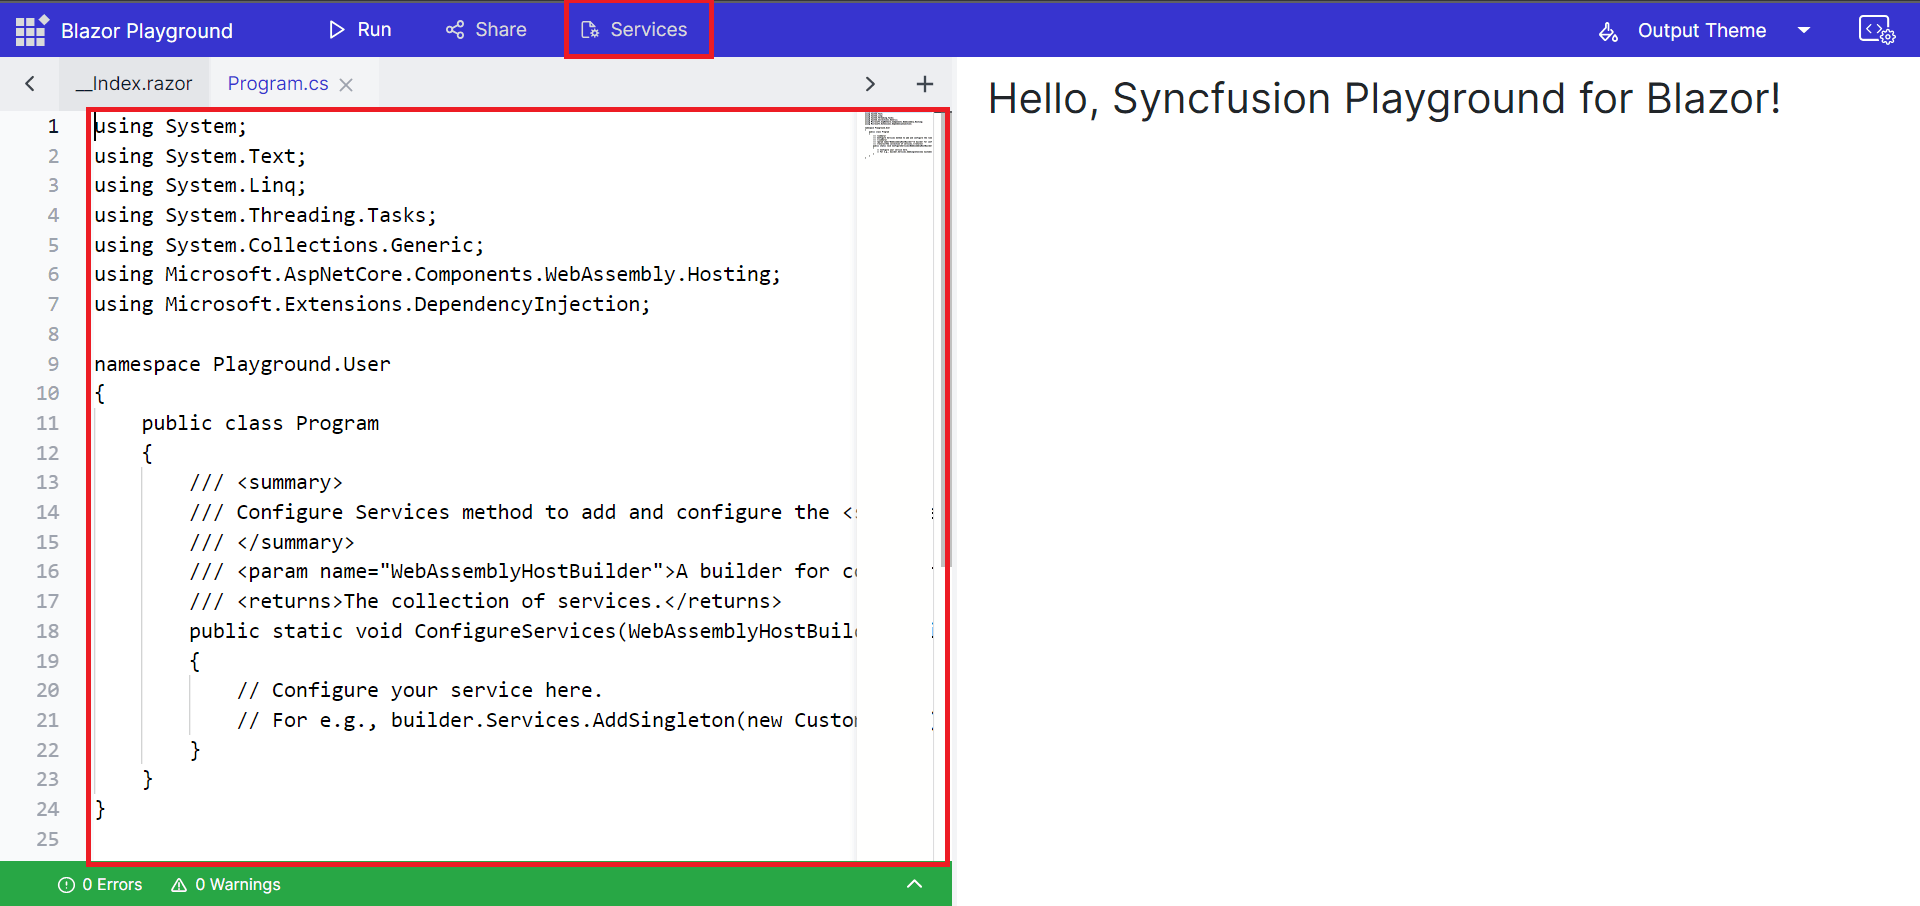 Blazor Playground
Run
Share
Services
Output Theme
__Index.razor
Program.cs
1 using System;
2 using System.Text;
3 using System.Linq;
4 using System.Threading.Tasks;
5 using System.Collections.Generic;
6 using Microsoft.AspNetCore.Components.WebAssembly.Hosting;
7 using Microsoft.Extensions.DependencyInjection;
8
9 namespace Playground.User
10 {
11 public class Program
12 {
13 /// <summary>
14 /// Configure Services method to add and configure the <
15 /// </summary>
16 /// <param name="WebAssemblyHostBuilder">A builder for
17 /// <returns>The collection of services.</returns>
18 public static void ConfigureServices(WebAssemblyHostBuil
19 {
20 // Configure your service here.
21 // For e.g., builder.Services.AddSingleton(new Custo
22 }
23 }
24 }
25
0 Errors
0 Warnings
Hello, Syncfusion Playground for Blazor!